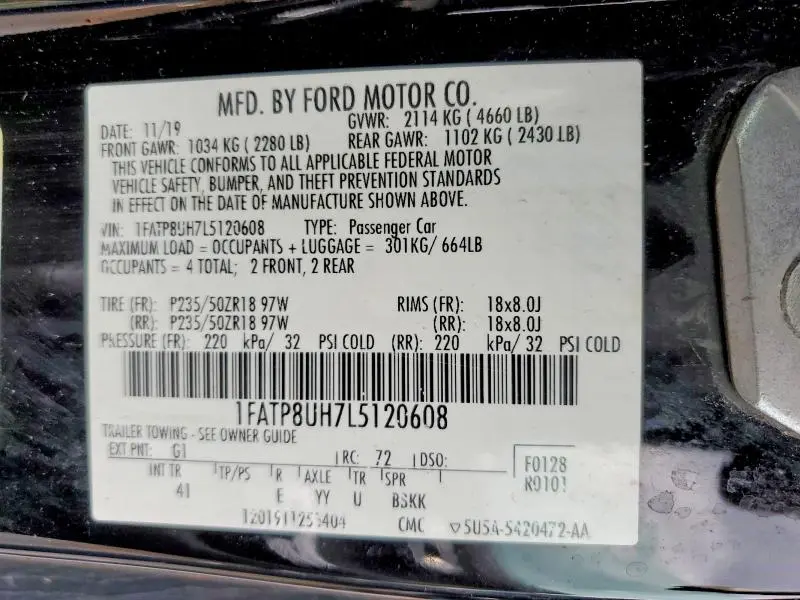 MFD. BY FORD MOTOR CO.
DATE: 11/19 GVWR: 2114 KG ( 4660 LB)
FRONT GAWR: 1034 KG ( 2280 LB) REAR GAWR: 1102 KG ( 2430 LB)
THIS VEHICLE CONFORMS TO ALL APPLICABLE FEDERAL MOTOR
VEHICLE SAFETY, BUMPER, AND THEFT PREVENTION STANDARDS
IN EFFECT ON THE DATE OF MANUFACTURE SHOWN ABOVE.
VIN: 1FATP8UH7L5120608 TYPE: Passenger Car
MAXIMUM LOAD = OCCUPANTS + LUGGAGE = 301KG/ 664LB
OCCUPANTS = 4 TOTAL; 2 FRONT, 2 REAR
TIRE (FR): P235/50ZR18 97W RIMS (FR): 18x8.0J
(RR): P235/50ZR18 97W (RR): 18x8.0J
PRESSURE (FR): 220 kPa/ 32 PSI COLD (RR): 220 kPa/ 32 PSI COLD
1FATP8UH7L5120608
TRAILER TOWING - SEE OWNER GUIDE
EXT PNT: G1 RC: 72 DSO: F0128
INT TR TP/PS R AXLE TR SPR R0101
41 E YY U BSKK
CMC 5U5A-5420472-AA